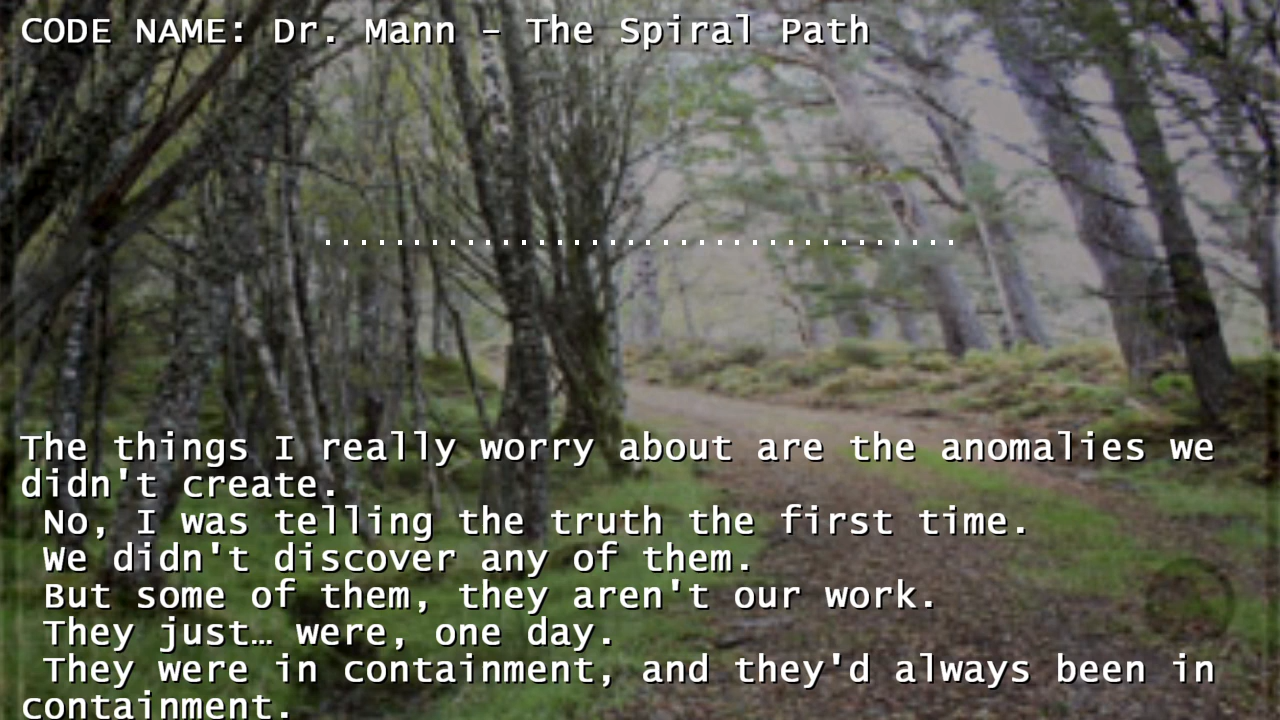 CODE NAME: Dr. Mann – The Spiral Path
...........................
The things I really worry about are the anomalies we
didn't create.
No, I was telling the truth the first time.
We didn't discover any of them.
But some of them, they aren't our work.
They just… were, one day.
They were in containment, and they'd always been in
containment.